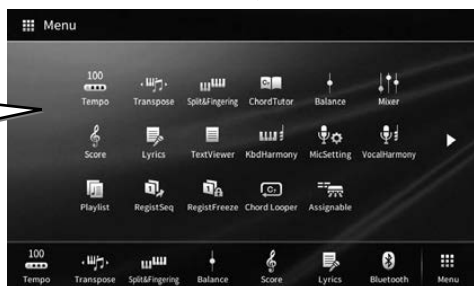 Menu
100
Tempo Transpose Split&Fingering ChordTutor Balance Mixer
Score Lyrics TextViewer KbdHarmony MicSetting VocalHarmony
Playlist RegistSeq RegistFreeze Chord Looper Assignable
100
Tempo Transpose Split&Fingering Balance Score Lyrics Bluetooth Menu